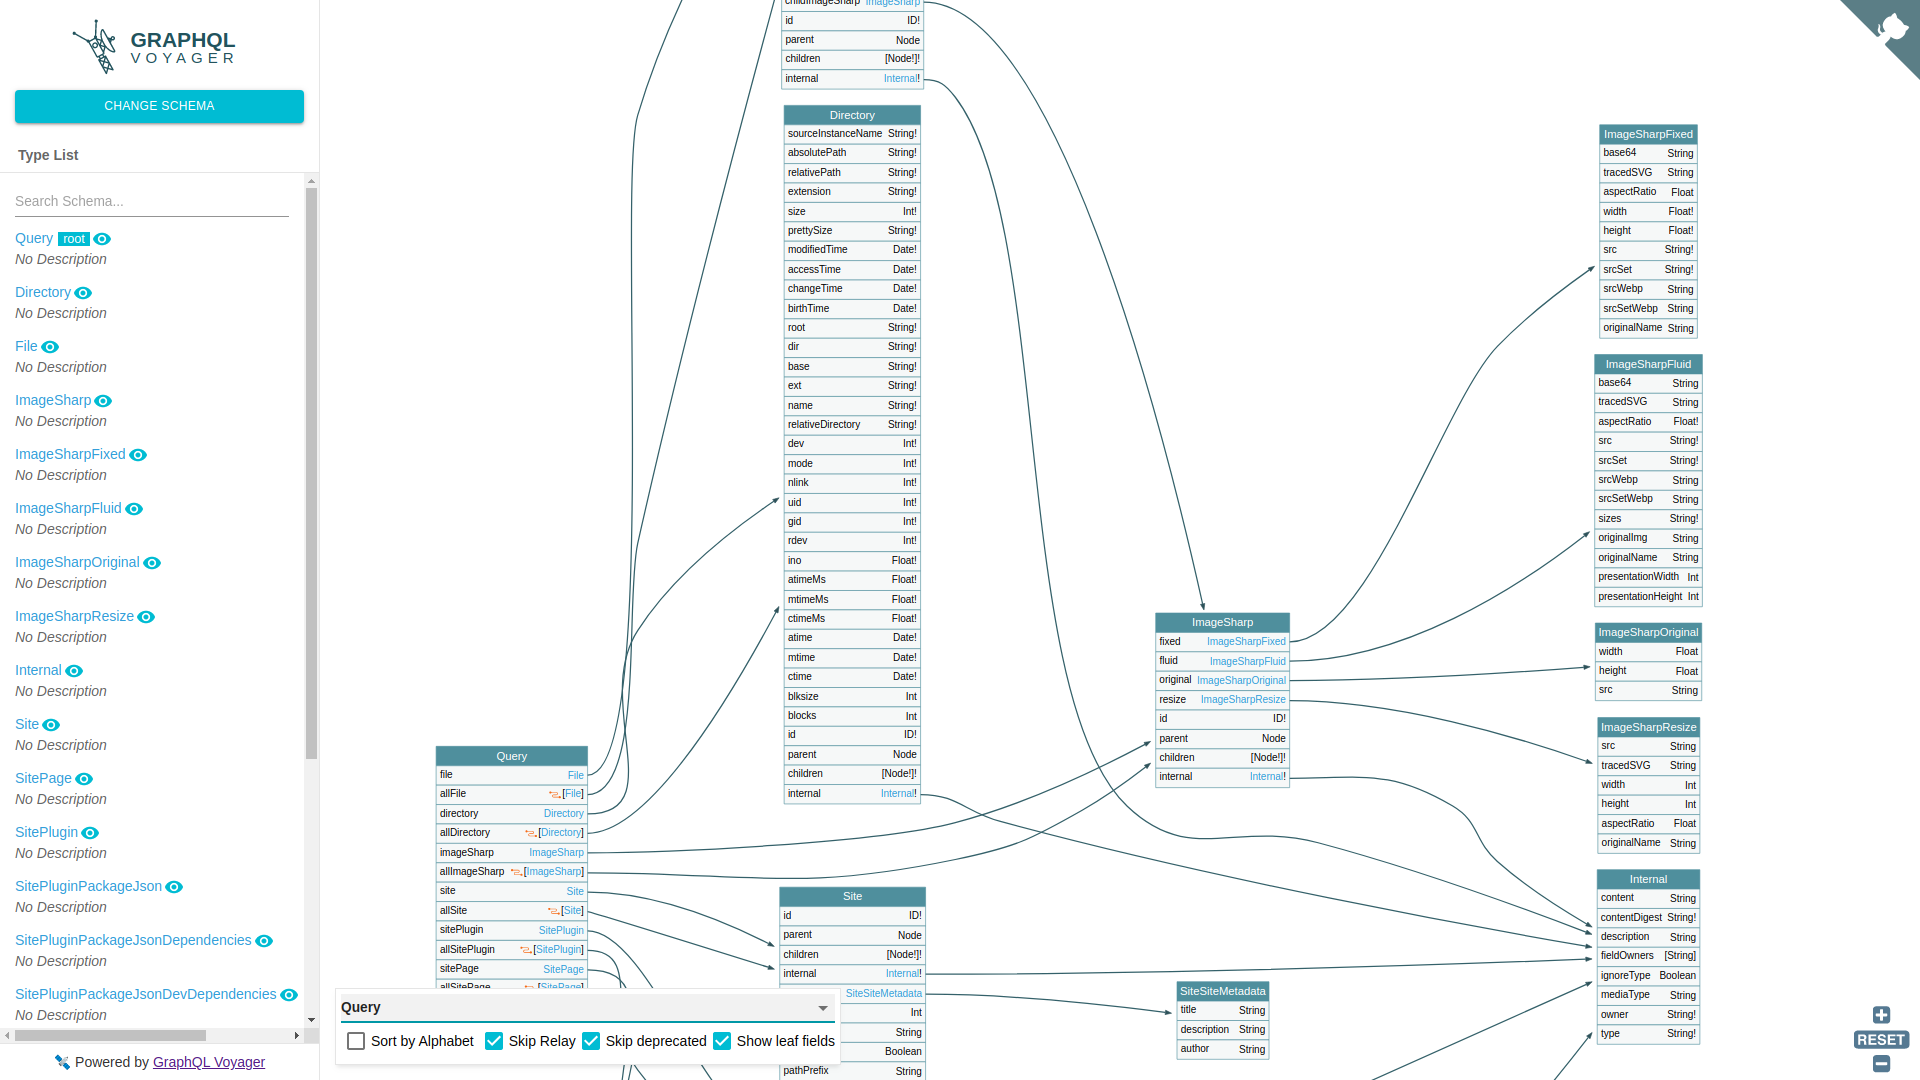 GRAPHQL
VOYAGER
CHANGE SCHEMA
Type List
Search Schema...
Query root
No Description
Directory
No Description
File
No Description
ImageSharp
No Description
ImageSharpFixed
No Description
ImageSharpFluid
No Description
ImageSharpOriginal
No Description
ImageSharpResize
No Description
Internal
No Description
Site
No Description
SitePage
No Description
SitePlugin
No Description
SitePluginPackageJson
No Description
SitePluginPackageJsonDependencies
No Description
SitePluginPackageJsonDevDependencies
No Description
Powered by GraphQL Voyager
childImageSharp ImageSharp
id ID!
parent Node
children [Node!]!
internal Internal!
Directory
sourceInstanceName String!
absolutePath String!
relativePath String!
extension String!
size Int!
prettySize String!
modifiedTime Date!
accessTime Date!
changeTime Date!
birthTime Date!
root String!
dir String!
base String!
ext String!
name String!
relativeDirectory String!
dev Int!
mode Int!
nlink Int!
uid Int!
gid Int!
rdev Int!
ino Float!
atimeMs Float!
mtimeMs Float!
ctimeMs Float!
atime Date!
mtime Date!
ctime Date!
blksize Int
blocks Int
id ID!
parent Node
children [Node!]!
internal Internal!
Query
file File
allFile [File]
directory Directory
allDirectory [Directory]
imageSharp ImageSharp
allImageSharp [ImageSharp]
site Site
allSite [Site]
sitePlugin SitePlugin
allSitePlugin [SitePlugin]
sitePage SitePage
allSitePage [SitePage]
Site
id ID!
parent Node
children [Node!]!
internal Internal!
SiteSiteMetadata
Int
String
Boolean
pathPrefix String
Query
Sort by Alphabet Skip Relay Skip deprecated Show leaf fields
ImageSharp
fixed ImageSharpFixed
fluid ImageSharpFluid
original ImageSharpOriginal
resize ImageSharpResize
id ID!
parent Node
children [Node!]!
internal Internal!
SiteSiteMetadata
title String
description String
author String
ImageSharpFixed
base64 String
tracedSVG String
aspectRatio Float
width Float!
height Float!
src String!
srcSet String!
srcWebp String
srcSetWebp String
originalName String
ImageSharpFluid
base64 String
tracedSVG String
aspectRatio Float!
src String!
srcSet String!
srcWebp String
srcSetWebp String
sizes String!
originalImg String
originalName String
presentationWidth Int
presentationHeight Int
ImageSharpOriginal
width Float
height Float
src String
ImageSharpResize
src String
tracedSVG String
width Int
height Int
aspectRatio Float
originalName String
Internal
content String
contentDigest String!
description String
fieldOwners [String]
ignoreType Boolean
mediaType String
owner String!
type String!
RESET